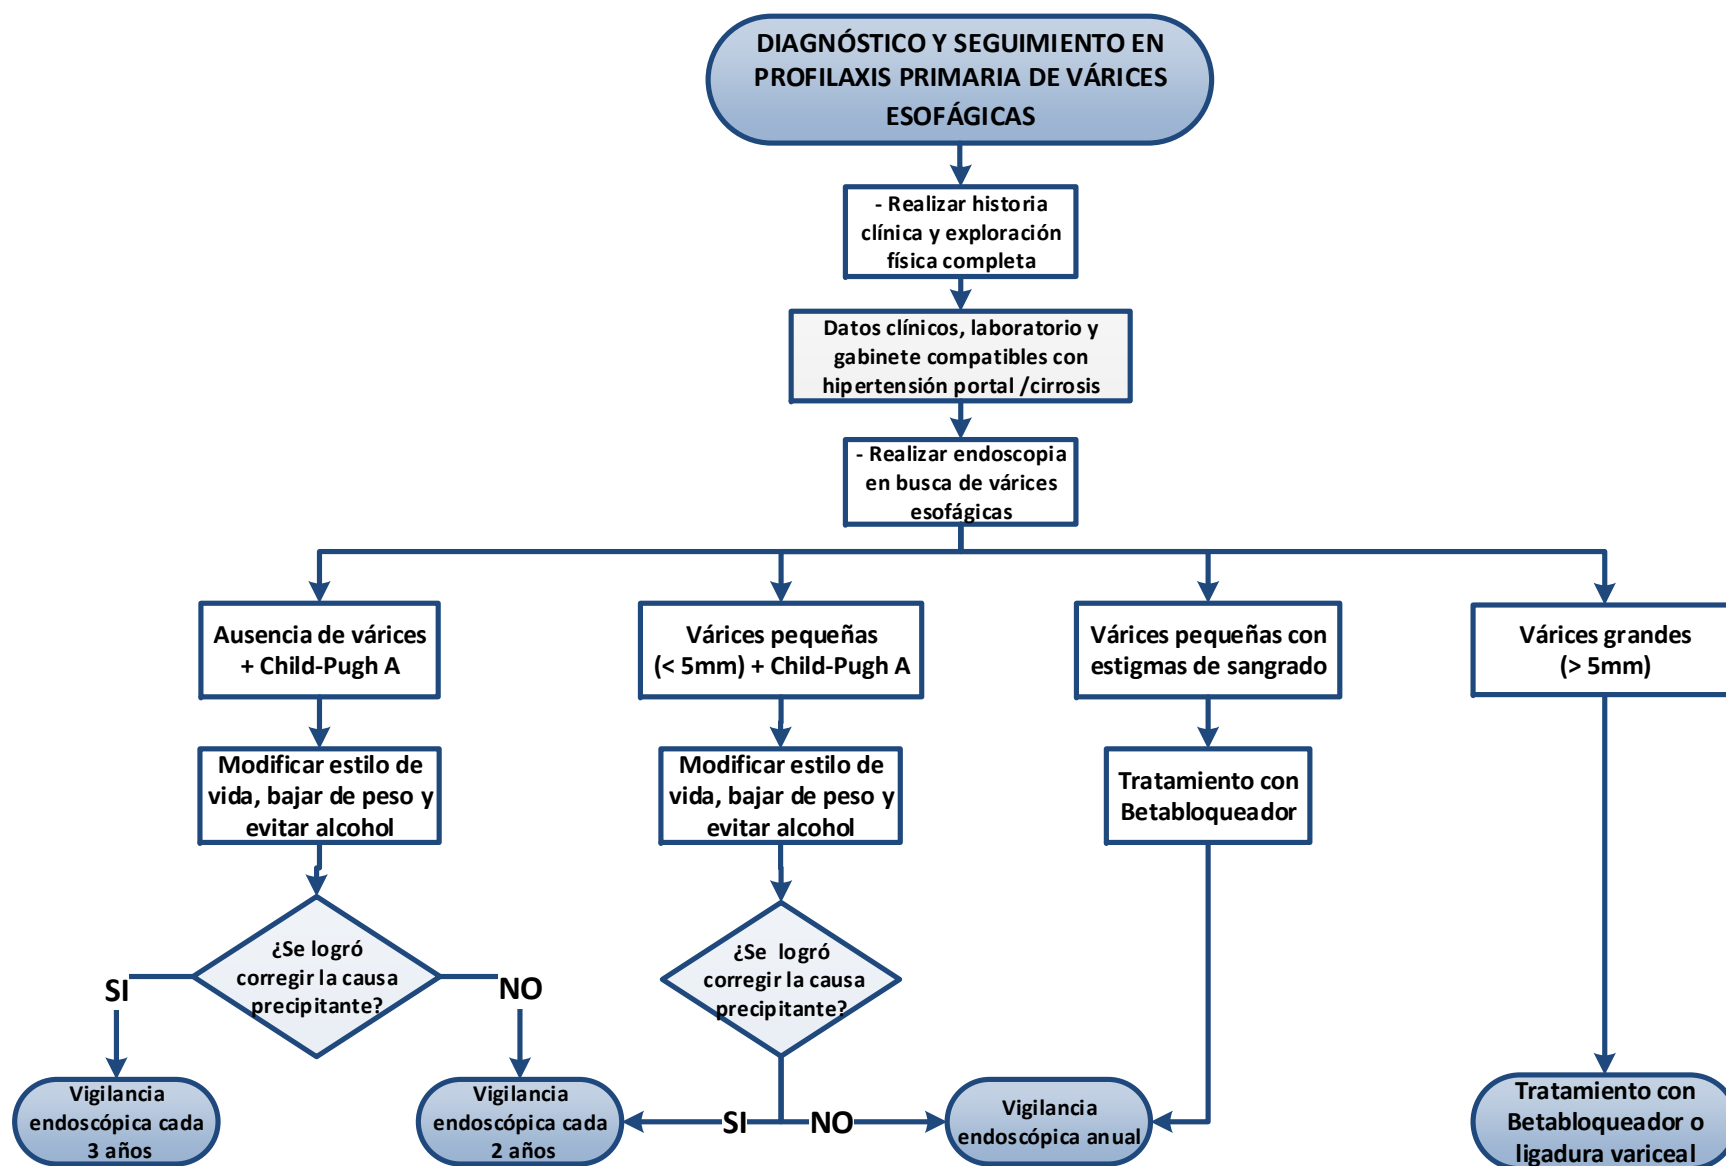 DIAGNÓSTICO Y SEGUIMIENTO EN
PROFILAXIS PRIMARIA DE VÁRICES
ESOFÁGICAS
- Realizar historia
clínica y exploración
física completa
Datos clínicos, laboratorio y
gabinete compatibles con
hipertensión portal /cirrosis
- Realizar endoscopia
en busca de várices
esofágicas
Ausencia de várices
+ Child-Pugh A
Várices pequeñas
(< 5mm) + Child-Pugh A
Várices pequeñas con
estigmas de sangrado
Várices grandes
(> 5mm)
Modificar estilo de
vida, bajar de peso y
evitar alcohol
Modificar estilo de
vida, bajar de peso y
evitar alcohol
Tratamiento con
Betabloqueador
¿Se logró
corregir la causa
precipitante?
¿Se logró
corregir la causa
precipitante?
SI
NO
SI
NO
Vigilancia
endoscópica cada
3 años
Vigilancia
endoscópica cada
2 años
Vigilancia
endoscópica anual
Tratamiento con
Betabloqueador o
ligadura variceal